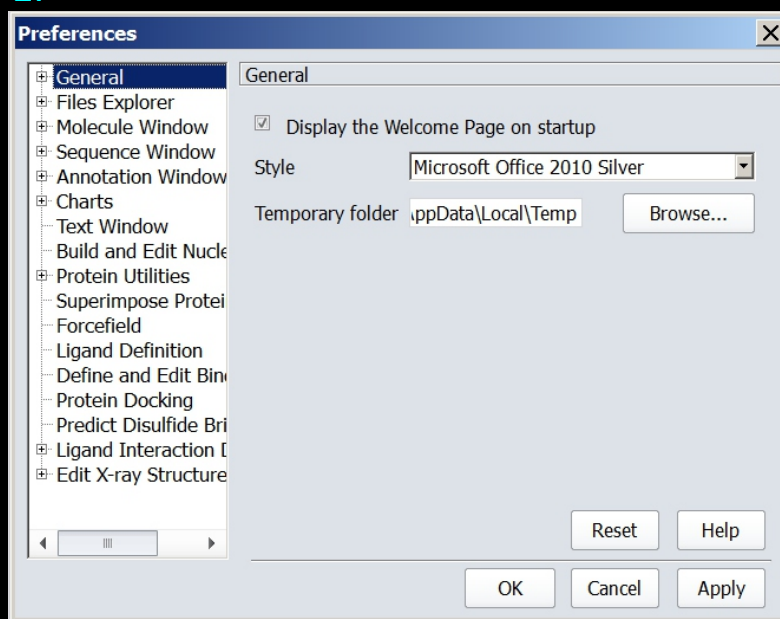 Preferences
General
Files Explorer
Molecule Window
Sequence Window
Annotation Window
Charts
Text Window
Build and Edit Nucle
Protein Utilities
Superimpose Protei
Forcefield
Ligand Definition
Define and Edit Bin
Protein Docking
Predict Disulfide Bri
Ligand Interaction
Edit X-ray Structure
General
Display the Welcome Page on startup
Style
Microsoft Office 2010 Silver
Temporary folder
\ppData\Local\Temp
Browse...
Reset
Help
OK
Cancel
Apply